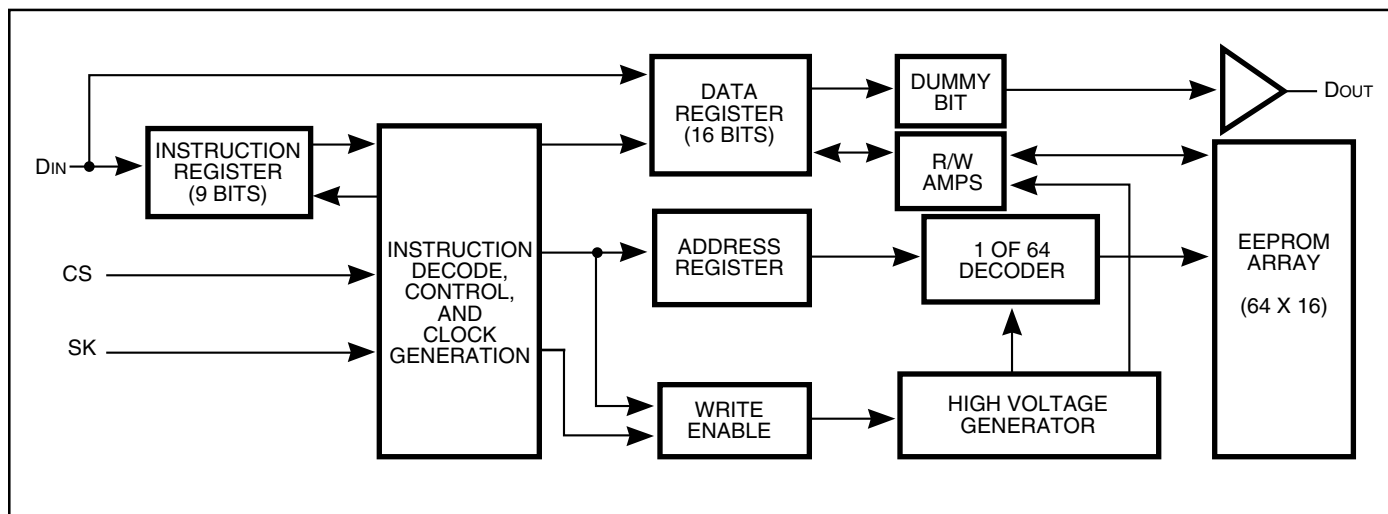 DIN
INSTRUCTION
REGISTER
(9 BITS)
CS
SK
INSTRUCTION
DECODE,
CONTROL,
AND
CLOCK
GENERATION
DATA
REGISTER
(16 BITS)
DUMMY
BIT
DOUT
R/W
AMPS
ADDRESS
REGISTER
1 OF 64
DECODER
EEPROM
ARRAY
(64 X 16)
WRITE
ENABLE
HIGH VOLTAGE
GENERATOR